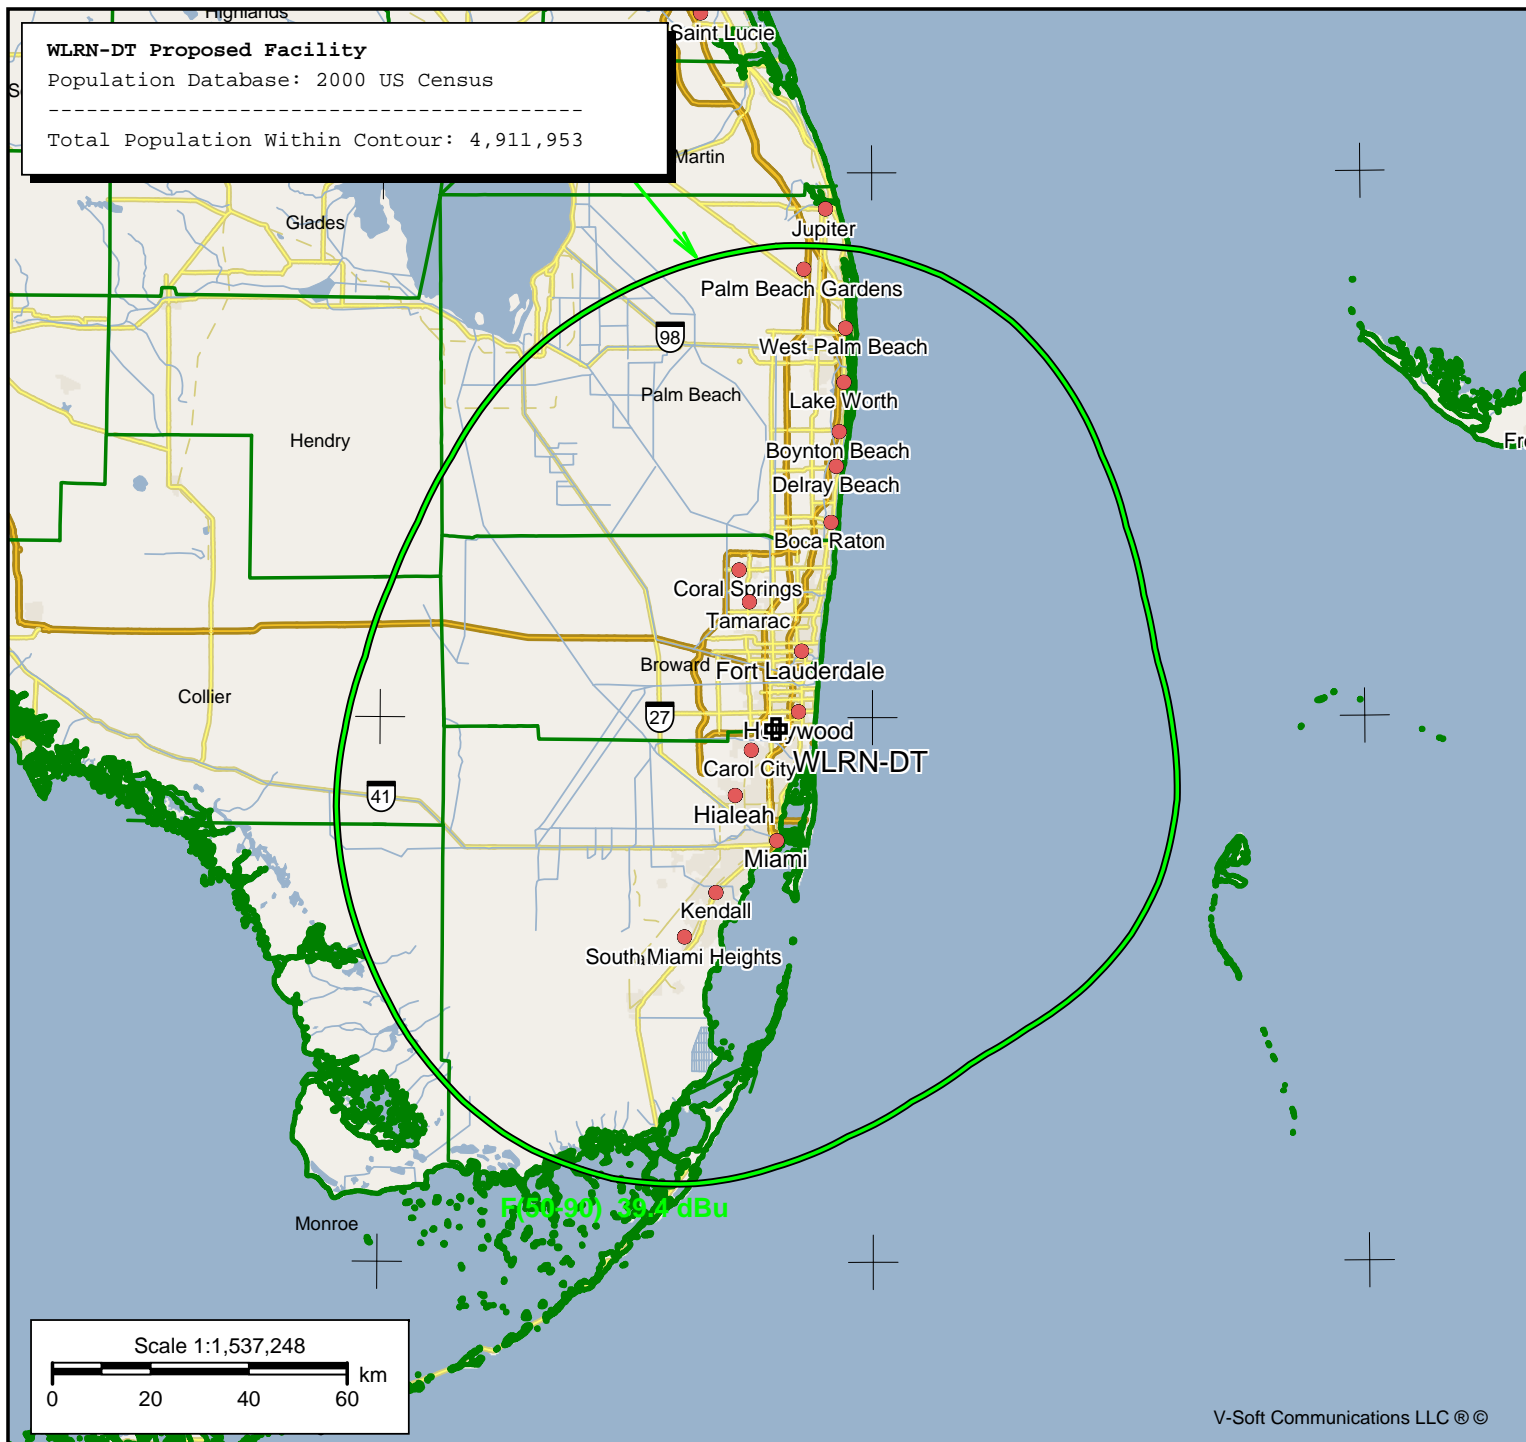 Highlands
WLRN-DT Proposed Facility
Population Database: 2000 US Census
------------------------------------------
Total Population Within Contour: 4,911,953
Saint Lucie
S
Martin
Glades
Jupiter
Palm Beach Gardens
98
West Palm Beach
Palm Beach
Lake Worth
Hendry
Boynton Beach
Fr
Delray Beach
Boca Raton
Coral Springs
Tamarac
Broward
Fort Lauderdale
Collier
27
Hollywood
WLRN-DT
Carol City
41
Hialeah
Miami
Kendall
South Miami Heights
F(50-90) 39.4 dBu
Monroe
Scale 1:1,537,248
km
0 20 40 60
V-Soft Communications LLC ® ©